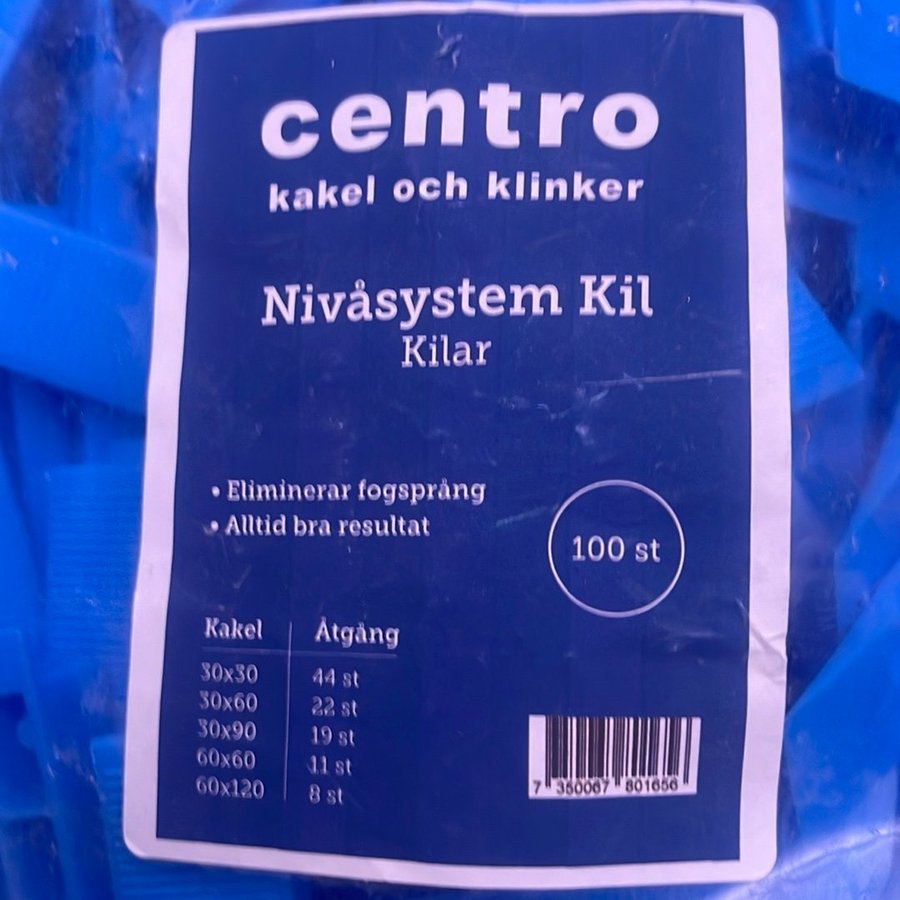 centro
kakel och klinker
Nivåsystem Kil
Kilar
• Eliminerar fogsprång
• Alltid bra resultat
100 st
Kakel Åtgång
30x30 44 st
30x60 22 st
30x90 19 st
60x60 11 st
60x120 8 st
7 350067 801656